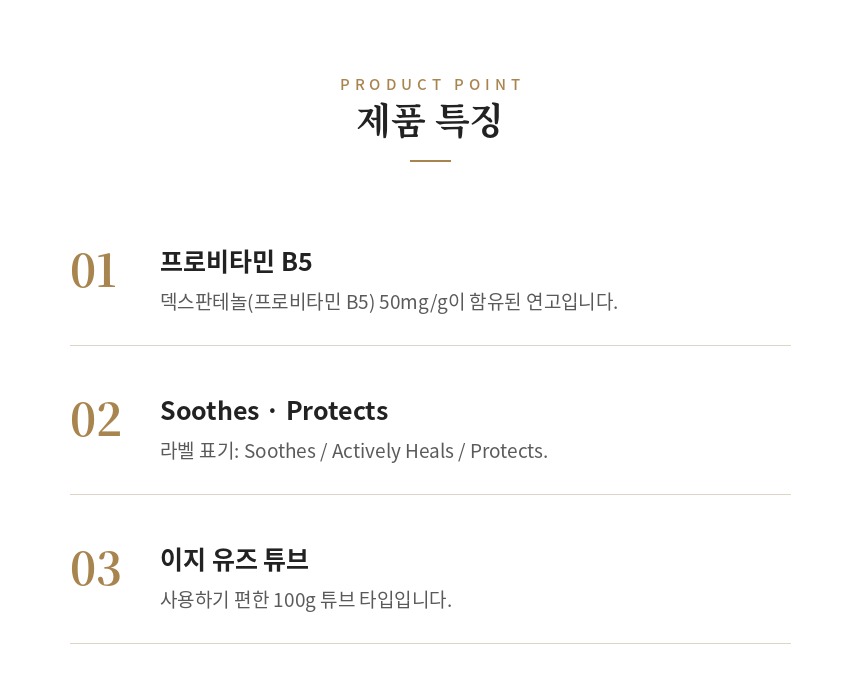 PRODUCT POINT
제품 특징
01
프로비타민 B5
덱스판테놀(프로비타민 B5) 50mg/g이 함유된 연고입니다.
02
Soothes · Protects
라벨 표기: Soothes / Actively Heals / Protects.
03
이지 유즈 튜브
사용하기 편한 100g 튜브 타입입니다.